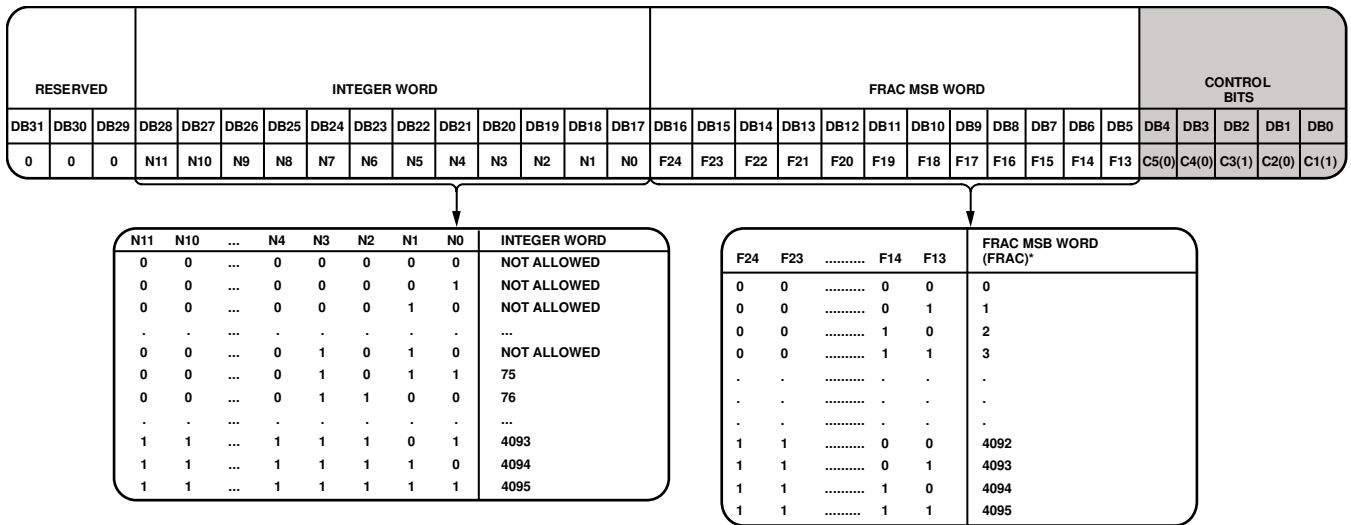 RESERVED INTEGER WORD FRAC MSB WORD CONTROL
BITS
DB31 DB30 DB29 DB28 DB27 DB26 DB25 DB24 DB23 DB22 DB21 DB20 DB19 DB18 DB17 DB16 DB15 DB14 DB13 DB12 DB11 DB10 DB9 DB8 DB7 DB6 DB5 DB4 DB3 DB2 DB1 DB0
0 0 0 N11 N10 N9 N8 N7 N6 N5 N4 N3 N2 N1 N0 F24 F23 F22 F21 F20 F19 F18 F17 F16 F15 F14 F13 C5(0) C4(0) C3(1) C2(0) C1(1)
N11 N10 ... N4 N3 N2 N1 N0 INTEGER WORD
0 0 ... 0 0 0 0 0 NOT ALLOWED
0 0 ... 0 0 0 0 1 NOT ALLOWED
0 0 ... 0 0 0 1 0 NOT ALLOWED
. . ... . . . . . ...
0 0 ... 0 1 0 1 0 NOT ALLOWED
0 0 ... 0 1 0 1 1 75
0 0 ... 0 1 1 0 0 76
. . ... . . . . . ...
1 1 ... 1 1 1 0 1 4093
1 1 ... 1 1 1 1 0 4094
1 1 ... 1 1 1 1 1 4095
FRAC MSB WORD
F24 F23 .......... F14 F13 (FRAC)*
0 0 .......... 0 0 0
0 0 .......... 0 1 1
0 0 .......... 1 0 2
0 0 .......... 1 1 3
. . .......... . . .
. . .......... . . .
. . .......... . . .
1 1 .......... 0 0 4092
1 1 .......... 0 1 4093
1 1 .......... 1 0 4094
1 1 ......... 1 1 4095